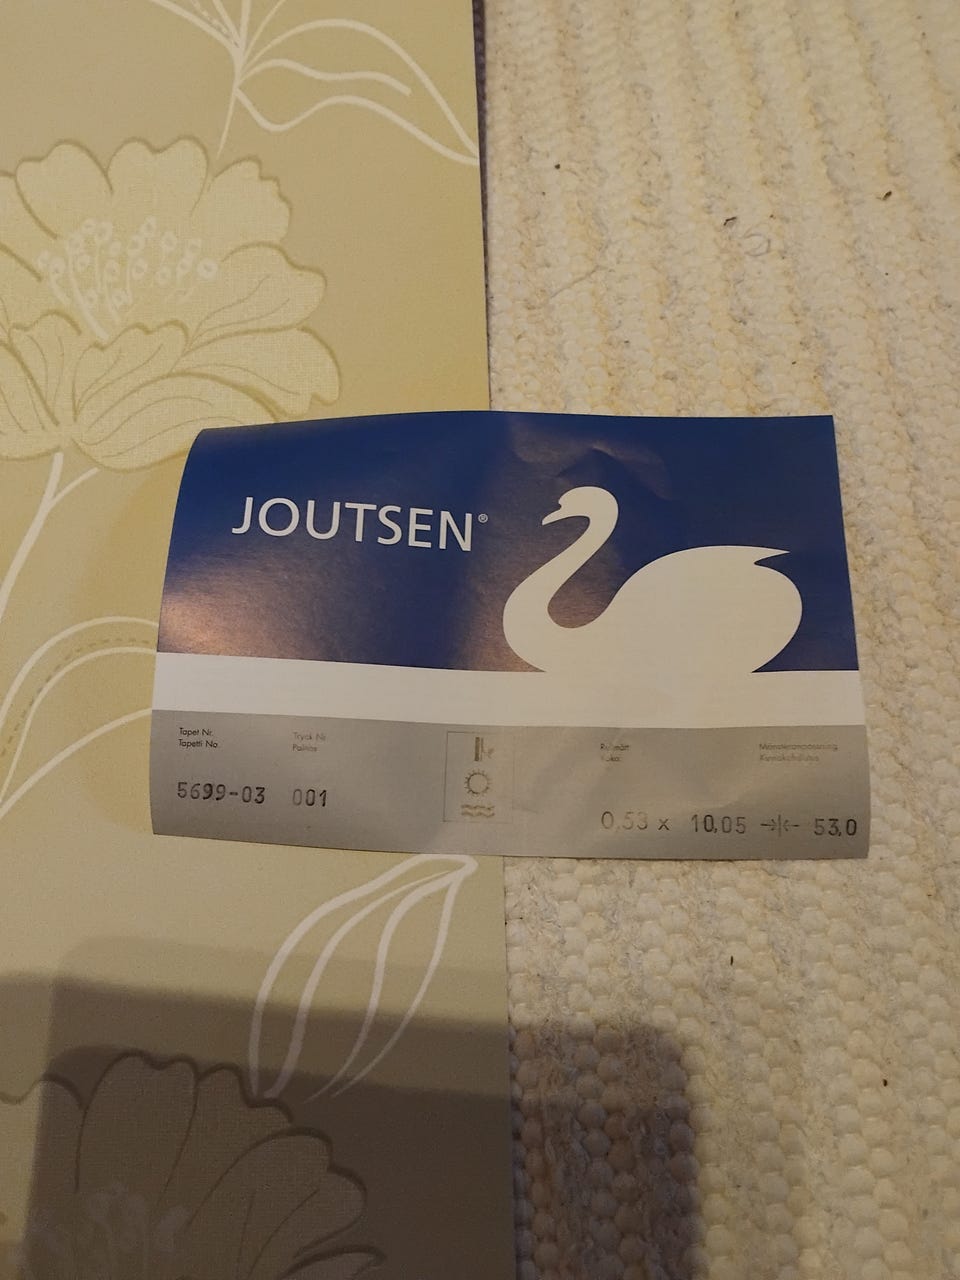 JOUTSEN®
Tapet Nr.
Tapetti No.
Tryck Nr.
Painos
Rullmått
Koko
Mönsteranpassning
Kuviokohdistus
5699-03 001
0,53 x 10,05 →|← 53,0